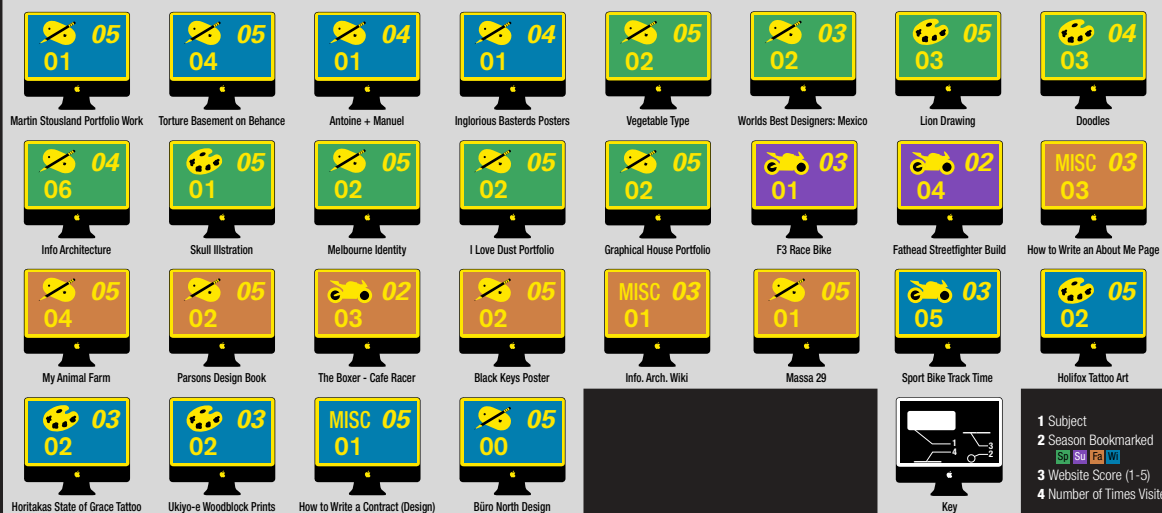 05 05 04 04 05 03 05 04
01 04 01 01 02 02 03 03
Martin Stousland Portfolio Work Torture Basement on Behance Antoine + Manuel Inglorious Basterds Posters Vegetable Type Worlds Best Designers: Mexico Lion Drawing Doodles
04 05 05 05 05 03 02 MISC 03
06 01 02 02 02 01 04 03
Info Architecture Skull Illstration Melbourne Identity I Love Dust Portfolio Graphical House Portfolio F3 Race Bike Fathead Streetfighter Build How to Write an About Me Page
05 05 02 05 MISC 03 05 03 05
04 02 03 02 01 01 05 02
My Animal Farm Parsons Design Book The Boxer - Cafe Racer Black Keys Poster Info. Arch. Wiki Massa 29 Sport Bike Track Time Holifox Tattoo Art
03 03 MISC 05 05
02 02 01 00
Horitakas State of Grace Tattoo Ukiyo-e Woodblock Prints How to Write a Contract (Design) Büro North Design
1
4
3
2
Key
1 Subject
2 Season Bookmarked
Sp Su Fa Wi
3 Website Score (1-5)
4 Number of Times Visite